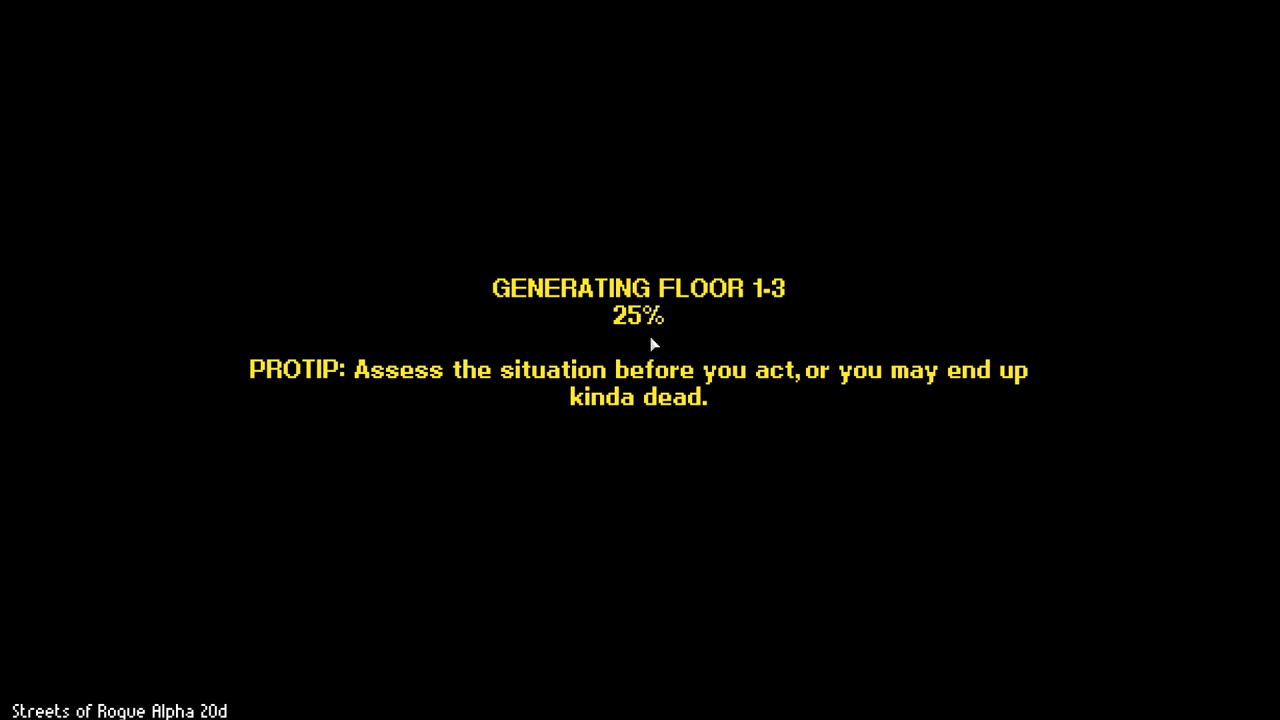 GENERATING FLOOR 1-3
25%
PROTIP: Assess the situation before you act, or you may end up
kinda dead.
Streets of Rogue Alpha 20d